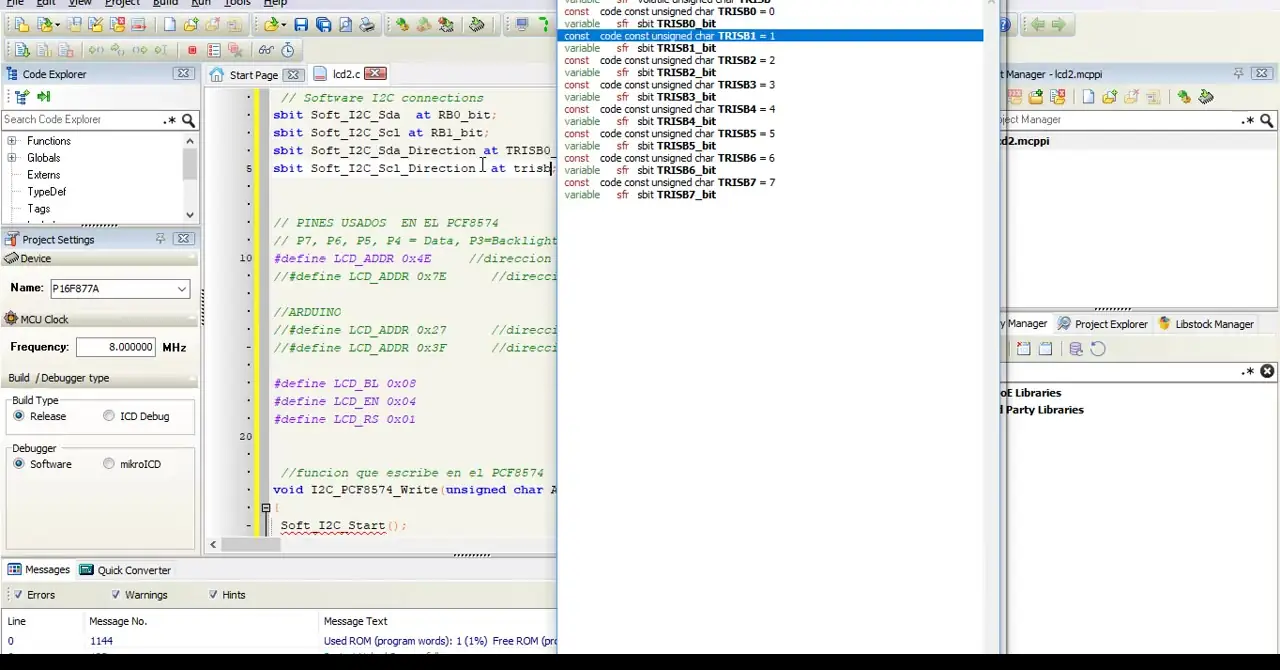 File Edit View Project Build Run Tools Help
Code Explorer
Start Page
lcd2.c
Search Code Explorer
.*
Functions
Globals
Externs
TypeDef
Tags
Project Settings
Device
Name: P16F877A
MCU Clock
Frequency: 8.000000 MHz
Build / Debugger type
Build Type
Release ICD Debug
Debugger
Software mikroICD
// Software I2C connections
sbit Soft_I2C_Sda at RB0_bit;
sbit Soft_I2C_Scl at RB1_bit;
sbit Soft_I2C_Sda_Direction at TRISB0_
5 sbit Soft_I2C_Scl_Direction at trisb;
// PINES USADOS EN EL PCF8574
// P7, P6, P5, P4 = Data, P3=Backlight
10 #define LCD_ADDR 0x4E //direccion
//#define LCD_ADDR 0x7E //direcci
//ARDUINO
//#define LCD_ADDR 0x27 //direcci
//#define LCD_ADDR 0x3F //direcci
#define LCD_BL 0x08
#define LCD_EN 0x04
#define LCD_RS 0x01
20
//funcion que escribe en el PCF8574
void I2C_PCF8574_Write(unsigned char A
{
Soft_I2C_Start();
variable sfr volatile unsigned char TRISB
const code const unsigned char TRISB0 = 0
variable sfr sbit TRISB0_bit
const code const unsigned char TRISB1 = 1
variable sfr sbit TRISB1_bit
const code const unsigned char TRISB2 = 2
variable sfr sbit TRISB2_bit
const code const unsigned char TRISB3 = 3
variable sfr sbit TRISB3_bit
const code const unsigned char TRISB4 = 4
variable sfr sbit TRISB4_bit
const code const unsigned char TRISB5 = 5
variable sfr sbit TRISB5_bit
const code const unsigned char TRISB6 = 6
variable sfr sbit TRISB6_bit
const code const unsigned char TRISB7 = 7
variable sfr sbit TRISB7_bit
t Manager - lcd2.mcppi
ject Manager
.*
d2.mcppi
y Manager Project Explorer Libstock Manager
.*
oE Libraries
d Party Libraries
Messages Quick Converter
Errors Warnings Hints
Line Message No. Message Text
0 1144 Used ROM (program words): 1 (1%) Free ROM (pro